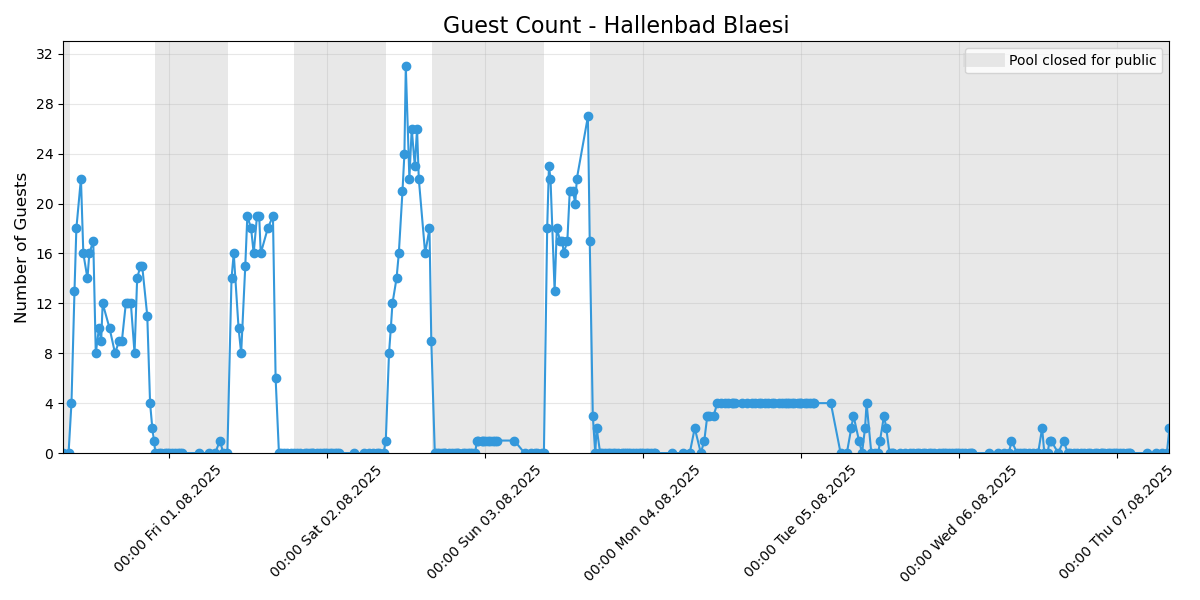 Guest Count - Hallenbad Blaesi
Pool closed for public
Number of Guests
32
28
24
20
16
12
8
4
0
00:00 Fri 01.08.2025
00:00 Sat 02.08.2025
00:00 Sun 03.08.2025
00:00 Mon 04.08.2025
00:00 Tue 05.08.2025
00:00 Wed 06.08.2025
00:00 Thu 07.08.2025